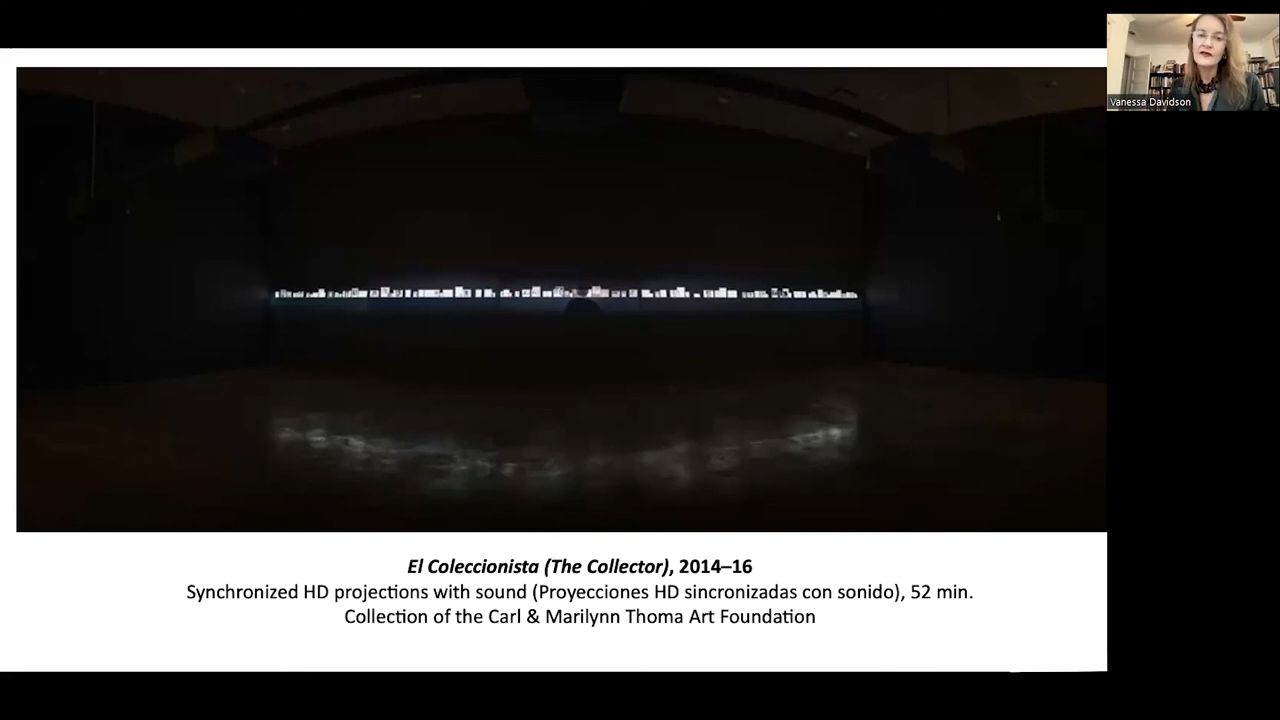 Vanessa Davidson
El Coleccionista (The Collector), 2014–16
Synchronized HD projections with sound (Proyecciones HD sincronizadas con sonido), 52 min.
Collection of the Carl & Marilynn Thoma Art Foundation